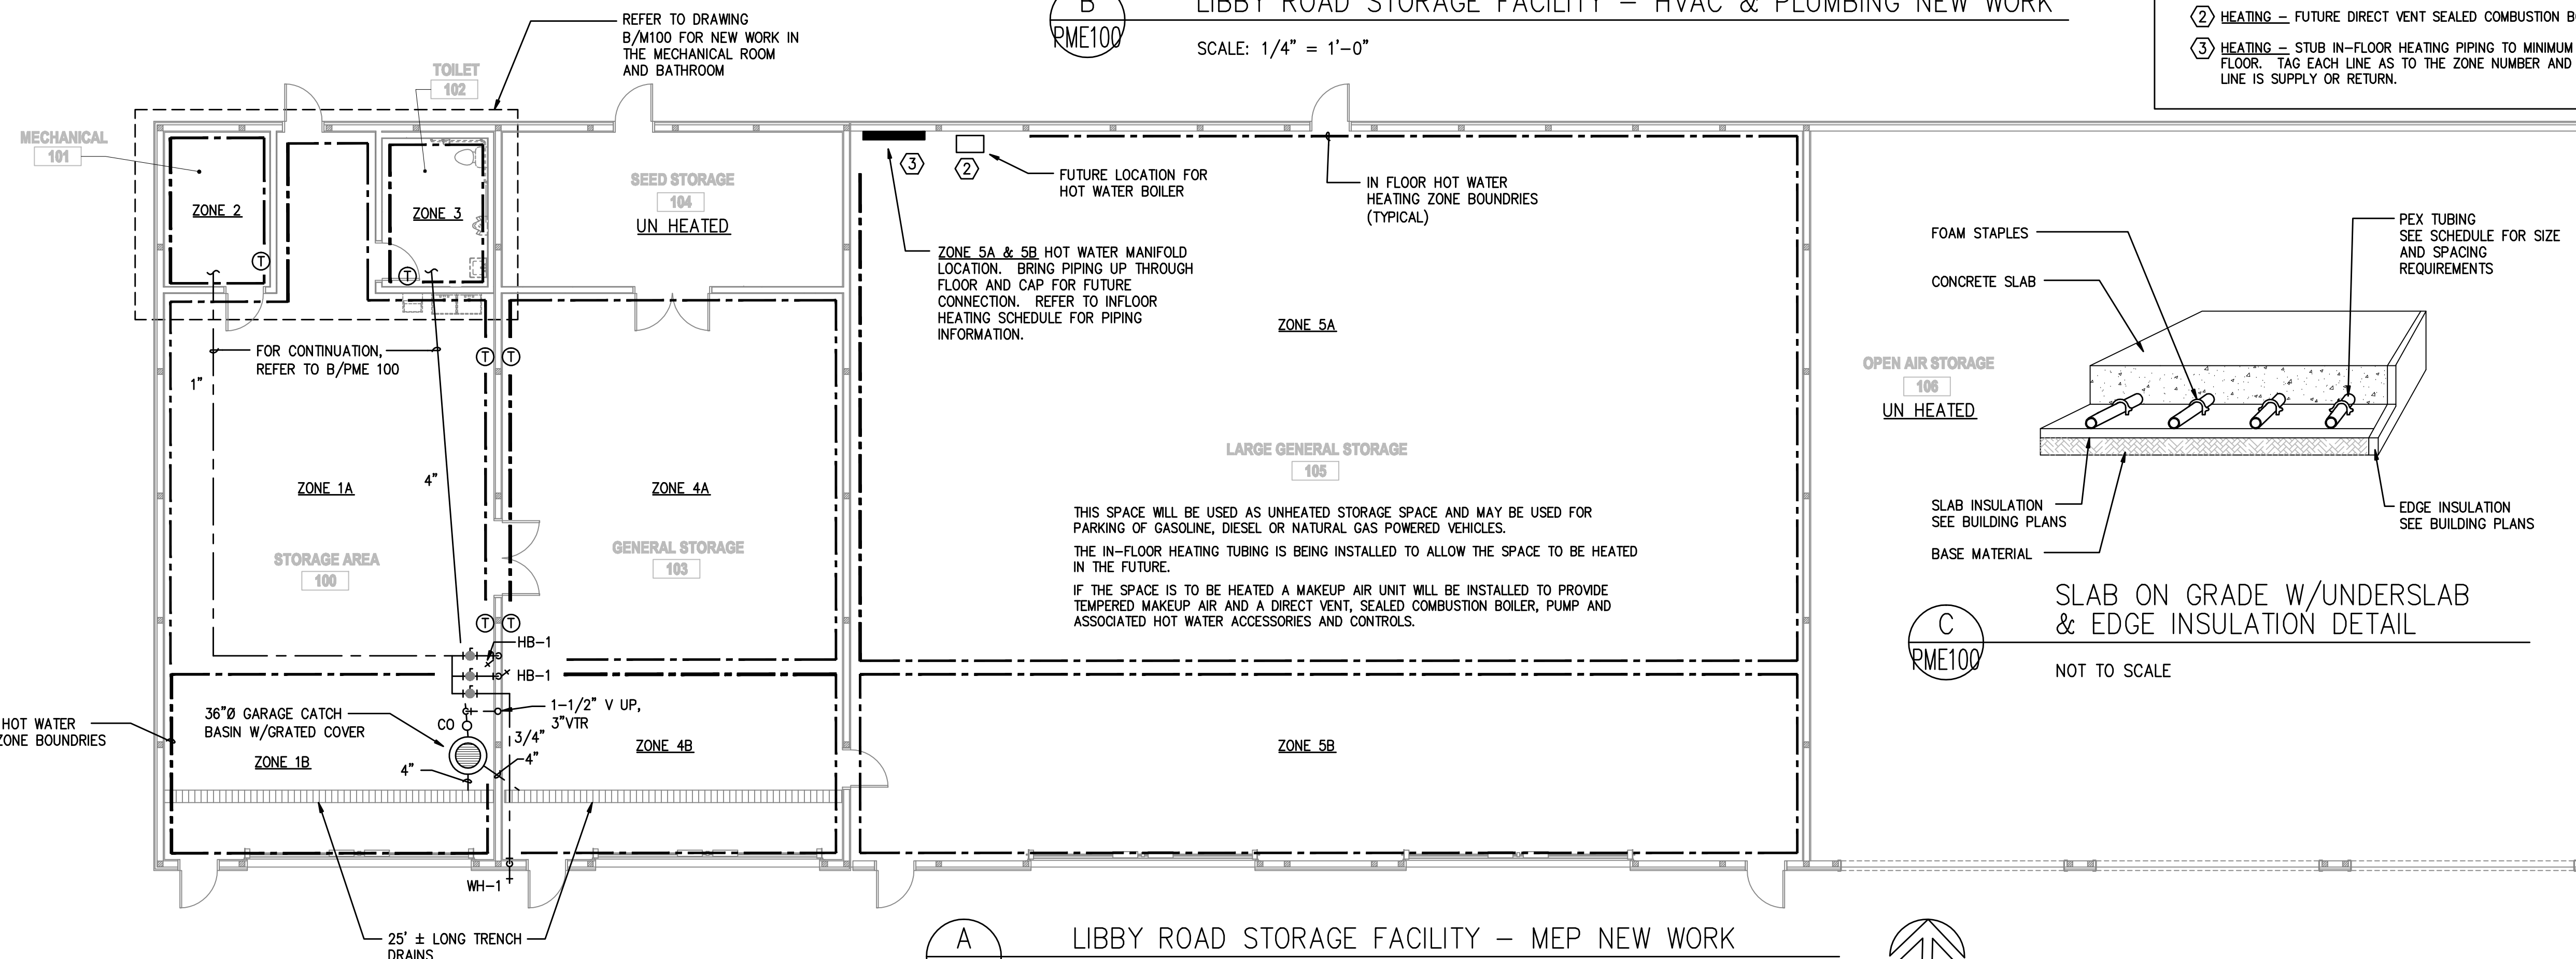 B
PME100
LIBBY ROAD STORAGE FACILITY – HVAC & PLUMBING NEW WORK
SCALE: 1/4" = 1'-0"
2 HEATING – FUTURE DIRECT VENT SEALED COMBUSTION
3 HEATING – STUB IN-FLOOR HEATING PIPING TO MINIMUM
FLOOR. TAG EACH LINE AS TO THE ZONE NUMBER AND
LINE IS SUPPLY OR RETURN.
REFER TO DRAWING
B/M100 FOR NEW WORK IN
THE MECHANICAL ROOM
AND BATHROOM
TOILET
102
MECHANICAL
101
ZONE 2
T
ZONE 3
T
SEED STORAGE
104
UN HEATED
3
2
FUTURE LOCATION FOR
HOT WATER BOILER
IN FLOOR HOT WATER
HEATING ZONE BOUNDRIES
(TYPICAL)
ZONE 5A & 5B HOT WATER MANIFOLD
LOCATION. BRING PIPING UP THROUGH
FLOOR AND CAP FOR FUTURE
CONNECTION. REFER TO INFLOOR
HEATING SCHEDULE FOR PIPING
INFORMATION.
ZONE 5A
FOR CONTINUATION,
REFER TO B/PME 100
1"
4"
T
T
ZONE 1A
ZONE 4A
STORAGE AREA
100
GENERAL STORAGE
103
LARGE GENERAL STORAGE
105
THIS SPACE WILL BE USED AS UNHEATED STORAGE SPACE AND MAY BE USED FOR
PARKING OF GASOLINE, DIESEL OR NATURAL GAS POWERED VEHICLES.
THE IN-FLOOR HEATING TUBING IS BEING INSTALLED TO ALLOW THE SPACE TO BE HEATED
IN THE FUTURE.
IF THE SPACE IS TO BE HEATED A MAKEUP AIR UNIT WILL BE INSTALLED TO PROVIDE
TEMPERED MAKEUP AIR AND A DIRECT VENT, SEALED COMBUSTION BOILER, PUMP AND
ASSOCIATED HOT WATER ACCESSORIES AND CONTROLS.
T
T
HB-1
HB-1
1-1/2" V UP,
3"VTR
3/4"
4"
CO
4"
36"Ø GARAGE CATCH
BASIN W/GRATED COVER
HOT WATER
ZONE BOUNDRIES
ZONE 1B
ZONE 4B
ZONE 5B
WH-1
25' ± LONG TRENCH
DRAINS
OPEN AIR STORAGE
106
UN HEATED
FOAM STAPLES
CONCRETE SLAB
PEX TUBING
SEE SCHEDULE FOR SIZE
AND SPACING
REQUIREMENTS
SLAB INSULATION
SEE BUILDING PLANS
BASE MATERIAL
EDGE INSULATION
SEE BUILDING PLANS
C
PME100
SLAB ON GRADE W/UNDERSLAB
& EDGE INSULATION DETAIL
NOT TO SCALE
A
LIBBY ROAD STORAGE FACILITY – MEP NEW WORK